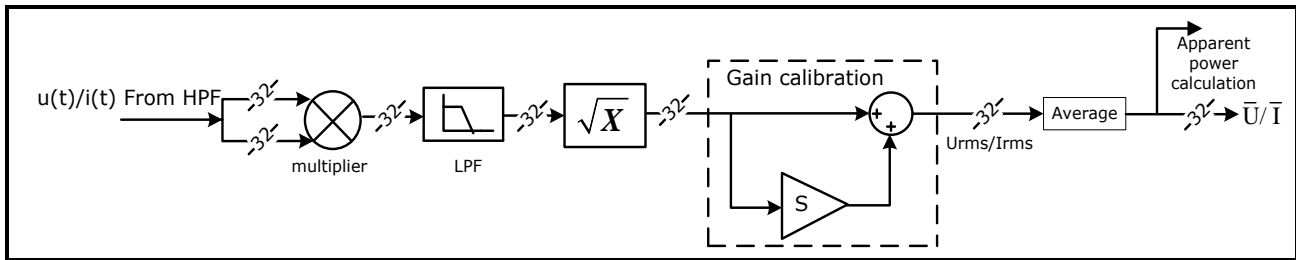 u(t)/i(t) From HPF
32
32
multiplier
32
LPF
32
√X
32
Gain calibration
+
+
S
32
Urms/Irms
Average
Apparent
power
calculation
32
U̅/ I̅